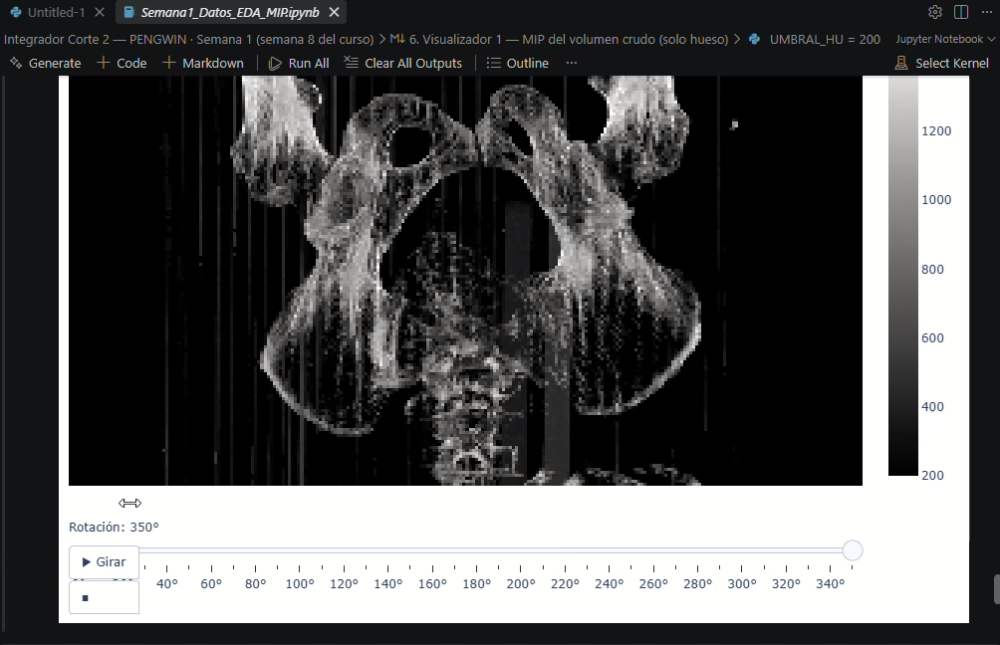 Untitled-1
Semana1_Datos_EDA_MIP.ipynb
Integrador Corte 2 — PENGWIN · Semana 1 (semana 8 del curso) > M↓ 6. Visualizador 1 — MIP del volumen crudo (solo hueso) > UMBRAL_HU = 200
Jupyter Notebook
Generate + Code + Markdown Run All Clear All Outputs Outline ···
Select Kernel
1200
1000
800
600
400
200
Rotación: 350°
▶ Girar
■
40° 60° 80° 100° 120° 140° 160° 180° 200° 220° 240° 260° 280° 300° 320° 340°